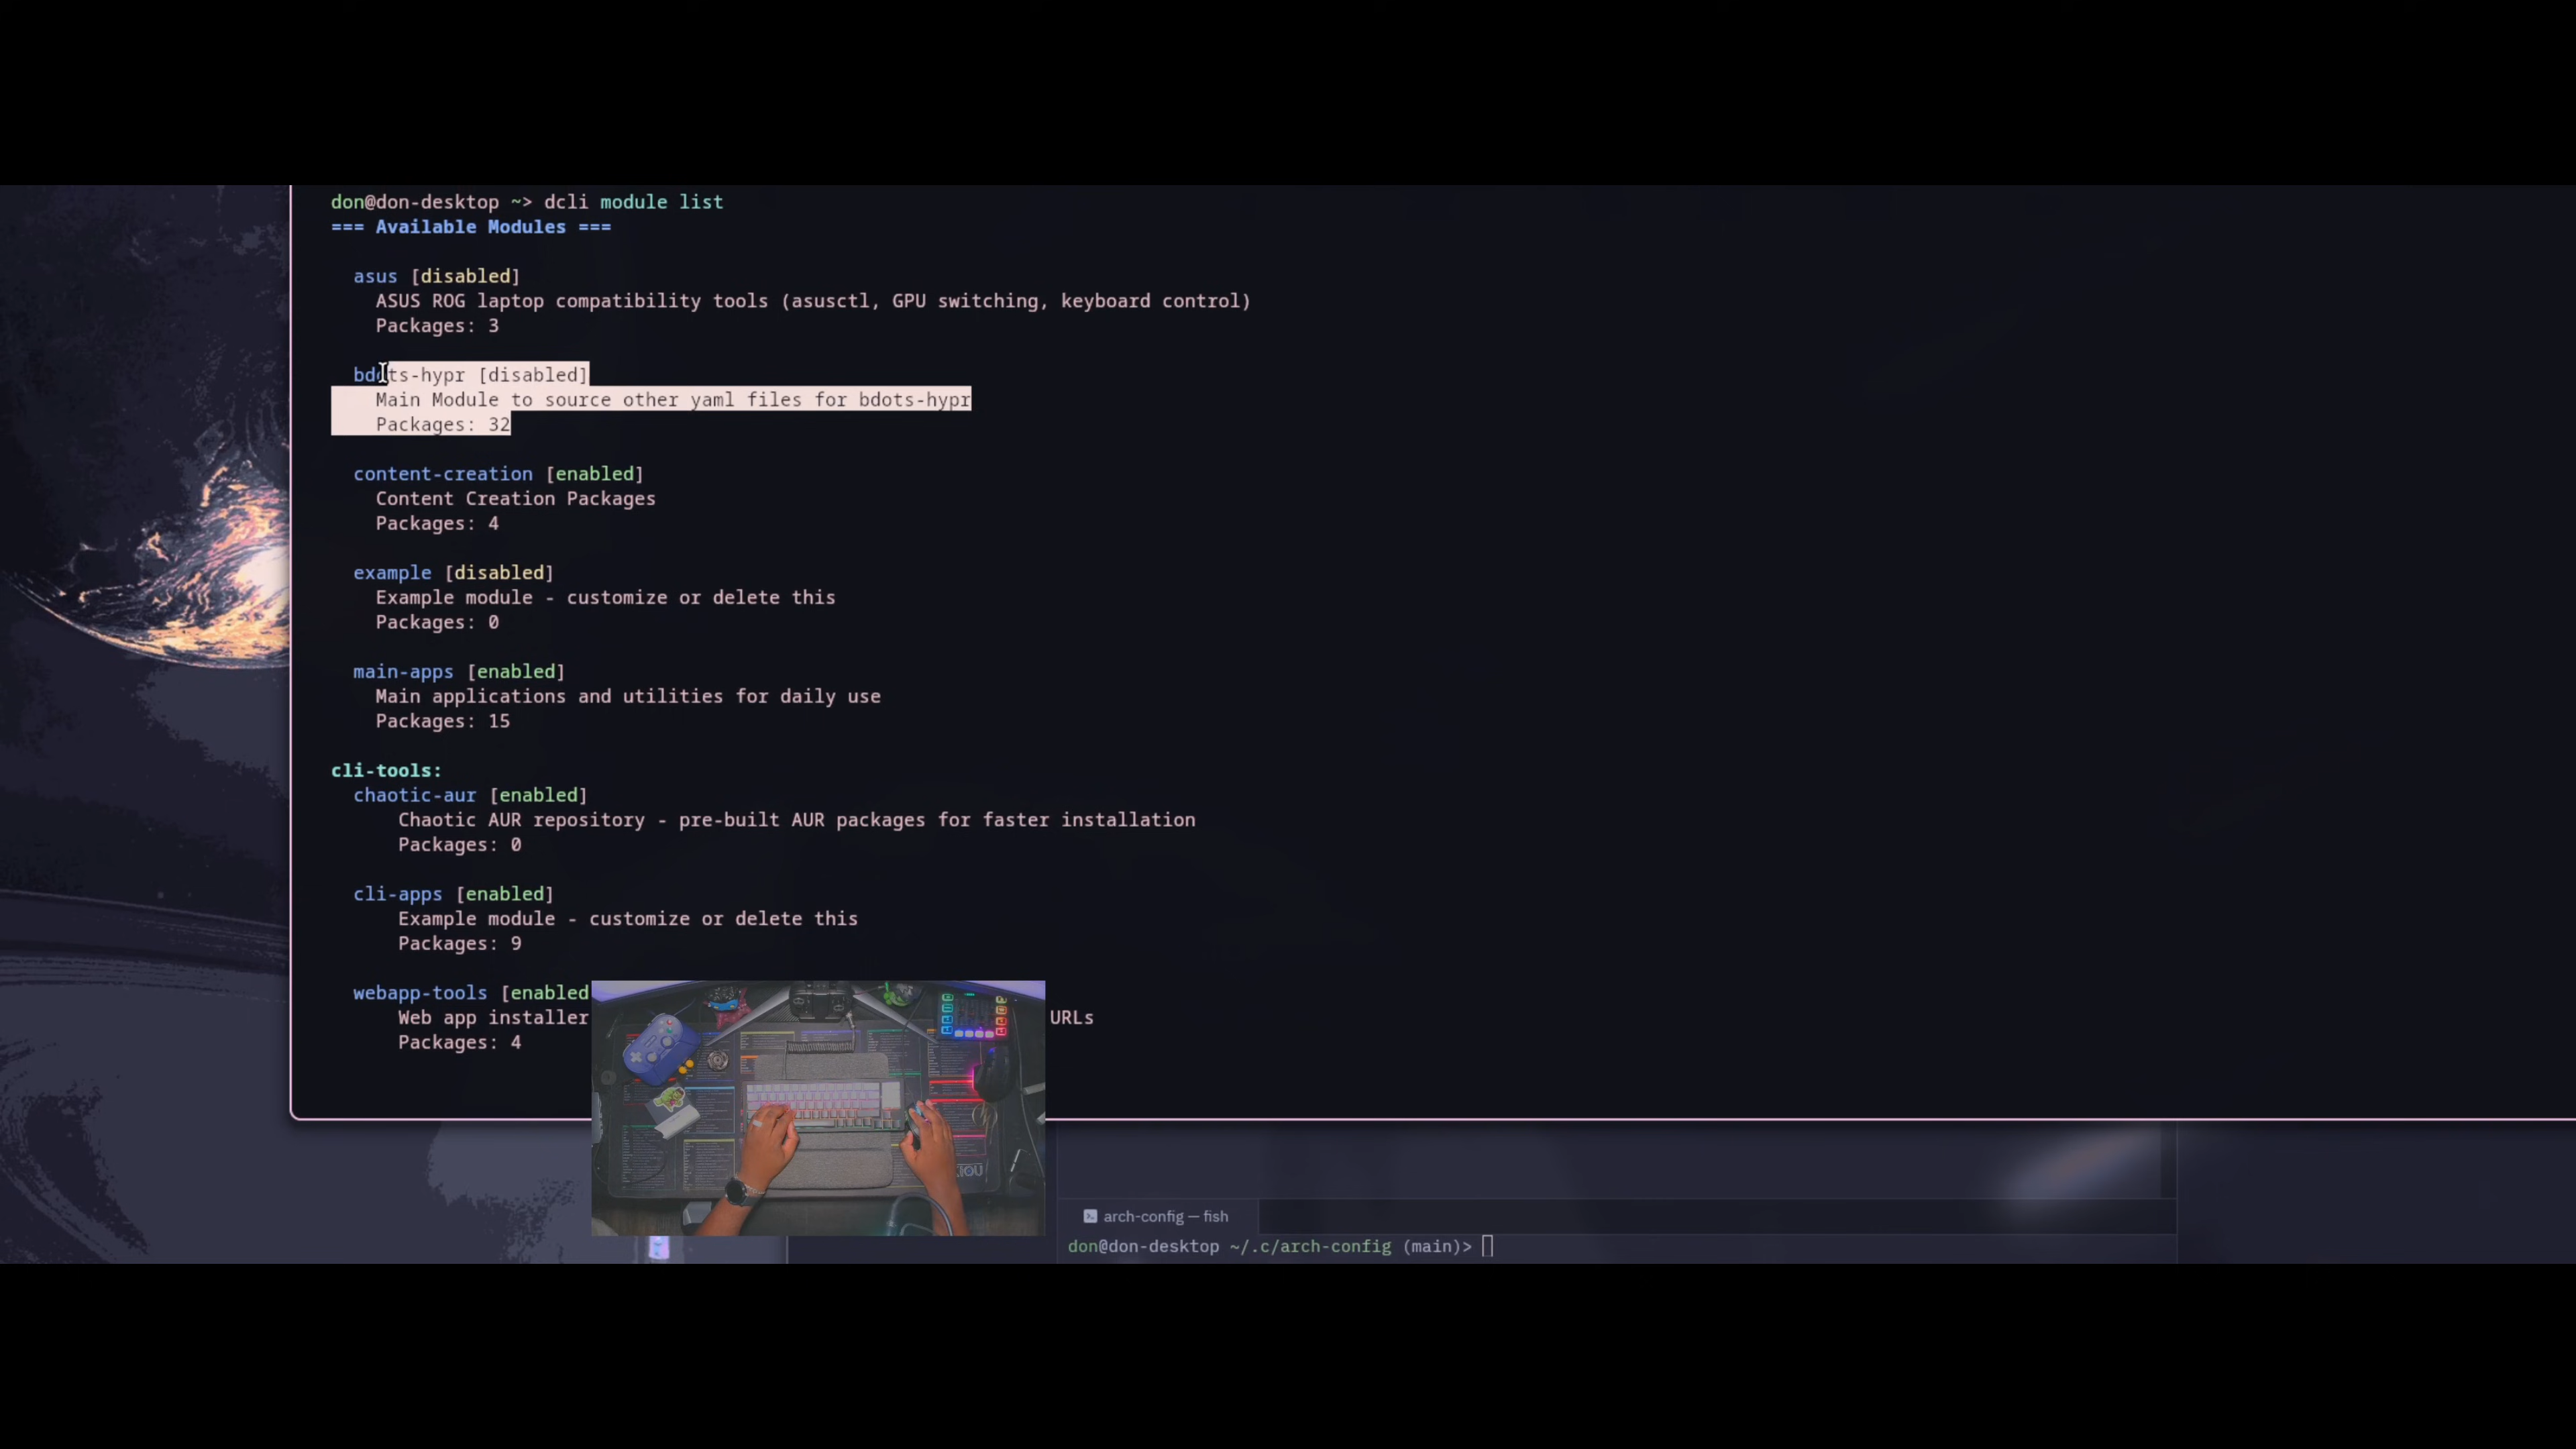 don@don-desktop ~> dcli module list
=== Available Modules ===
asus [disabled]
ASUS ROG laptop compatibility tools (asusctl, GPU switching, keyboard control)
Packages: 3
bdots-hypr [disabled]
Main Module to source other yaml files for bdots-hypr
Packages: 32
content-creation [enabled]
Content Creation Packages
Packages: 4
example [disabled]
Example module - customize or delete this
Packages: 0
main-apps [enabled]
Main applications and utilities for daily use
Packages: 15
cli-tools:
chaotic-aur [enabled]
Chaotic AUR repository - pre-built AUR packages for faster installation
Packages: 0
cli-apps [enabled]
Example module - customize or delete this
Packages: 9
webapp-tools [enabled
Web app installer URLs
Packages: 4
arch-config — fish
don@don-desktop ~/.c/arch-config (main)>